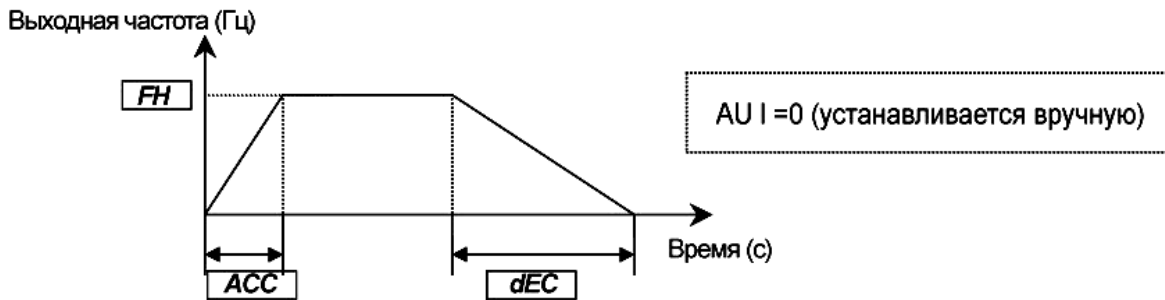 Выходная частота (Гц)
FH
AU I =0 (устанавливается вручную)
Время (с)
ACC
dEC